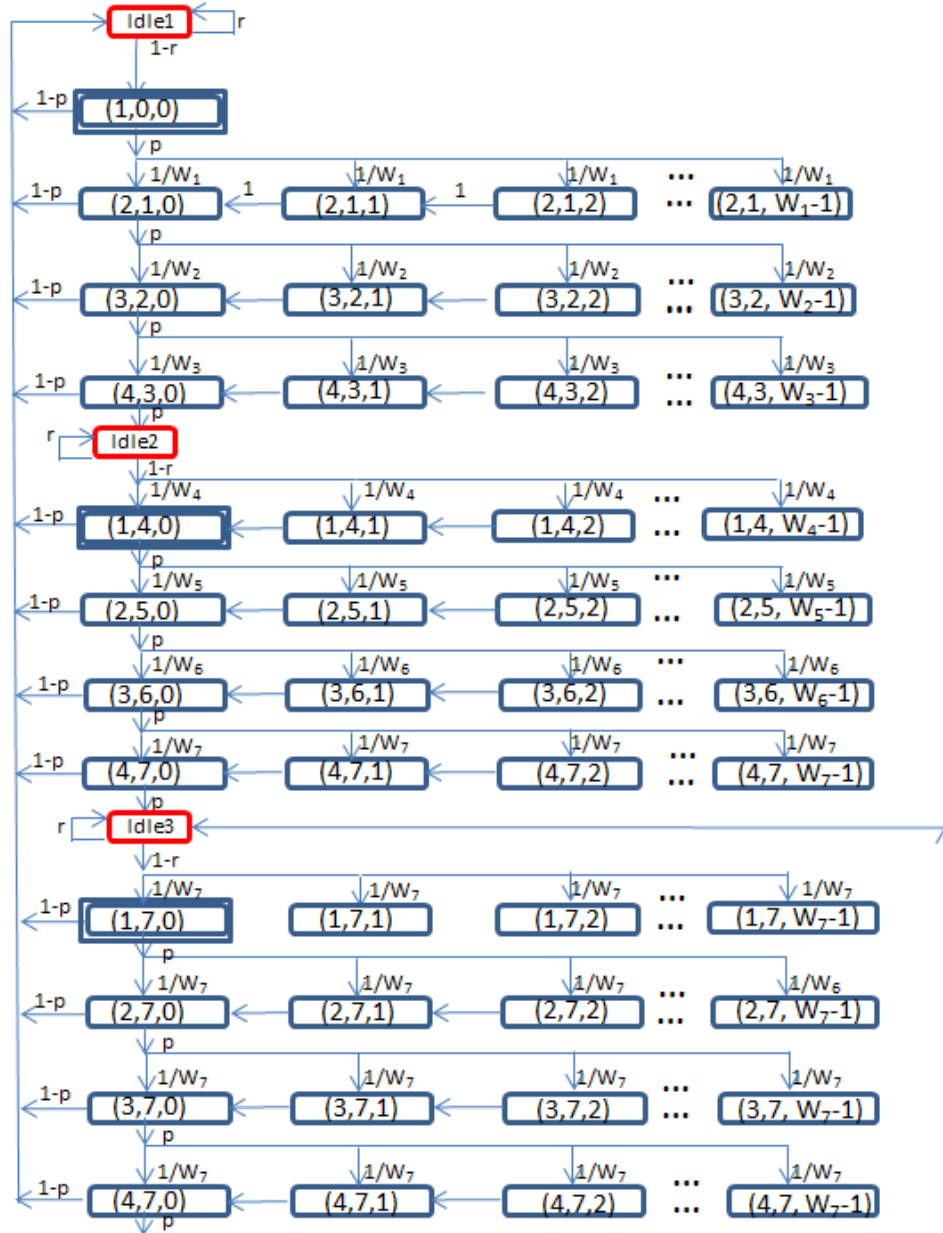 Idle1 r
1-r
1-p (1,0,0)
p
1/W₁ 1/W₁ 1/W₁ ... 1/W₁
1-p (2,1,0) 1 (2,1,1) 1 (2,1,2) ... (2,1, W₁-1)
p
1/W₂ 1/W₂ 1/W₂ ... 1/W₂
1-p (3,2,0) (3,2,1) (3,2,2) ... (3,2, W₂-1)
p
1/W₃ 1/W₃ 1/W₃ ... 1/W₃
1-p (4,3,0) (4,3,1) (4,3,2) ... (4,3, W₃-1)
p
r Idle2
1-r
1/W₄ 1/W₄ 1/W₄ ... 1/W₄
1-p (1,4,0) (1,4,1) (1,4,2) ... (1,4, W₄-1)
p
1/W₅ 1/W₅ 1/W₅ ... 1/W₅
1-p (2,5,0) (2,5,1) (2,5,2) ... (2,5, W₅-1)
p
1/W₆ 1/W₆ 1/W₆ ... 1/W₆
1-p (3,6,0) (3,6,1) (3,6,2) ... (3,6, W₆-1)
p
1/W₇ 1/W₇ 1/W₇ ... 1/W₇
1-p (4,7,0) (4,7,1) (4,7,2) ... (4,7, W₇-1)
p
r Idle3
1-r
1/W₇ 1/W₇ 1/W₇ ... 1/W₇
1-p (1,7,0) (1,7,1) (1,7,2) ... (1,7, W₇-1)
p
1/W₇ 1/W₇ 1/W₇ ... 1/W₆
1-p (2,7,0) (2,7,1) (2,7,2) ... (2,7, W₇-1)
p
1/W₇ 1/W₇ 1/W₇ ... 1/W₇
1-p (3,7,0) (3,7,1) (3,7,2) ... (3,7, W₇-1)
p
1/W₇ 1/W₇ 1/W₇ ... 1/W₇
1-p (4,7,0) (4,7,1) (4,7,2) ... (4,7, W₇-1)
p